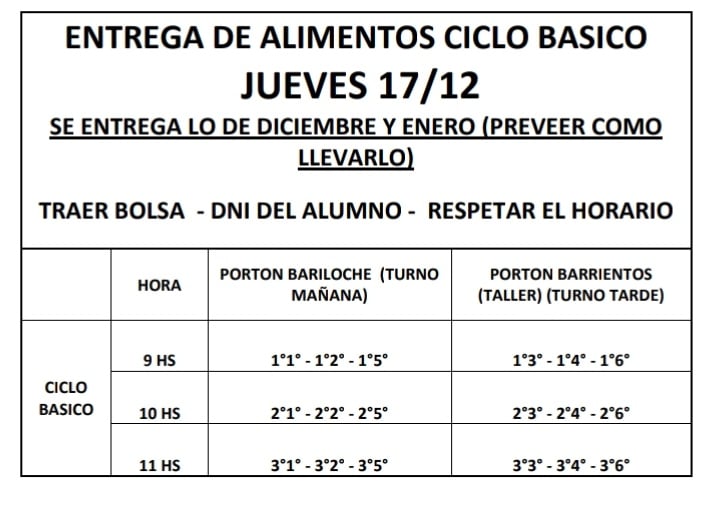 ENTREGA DE ALIMENTOS CICLO BASICO
JUEVES 17/12
SE ENTREGA LO DE DICIEMBRE Y ENERO (PREVEER COMO
LLEVARLO)
TRAER BOLSA - DNI DEL ALUMNO - RESPETAR EL HORARIO
HORA
PORTON BARILOCHE (TURNO
MAÑANA)
PORTON BARRIENTOS
(TALLER) (TURNO TARDE)
CICLO
BASICO
9 HS
1°1° - 1°2° - 1°5°
1°3° - 1°4° - 1°6°
10 HS
2°1° - 2°2° - 2°5°
2°3° - 2°4° - 2°6°
11 HS
3°1° - 3°2° - 3°5°
3°3° - 3°4° - 3°6°